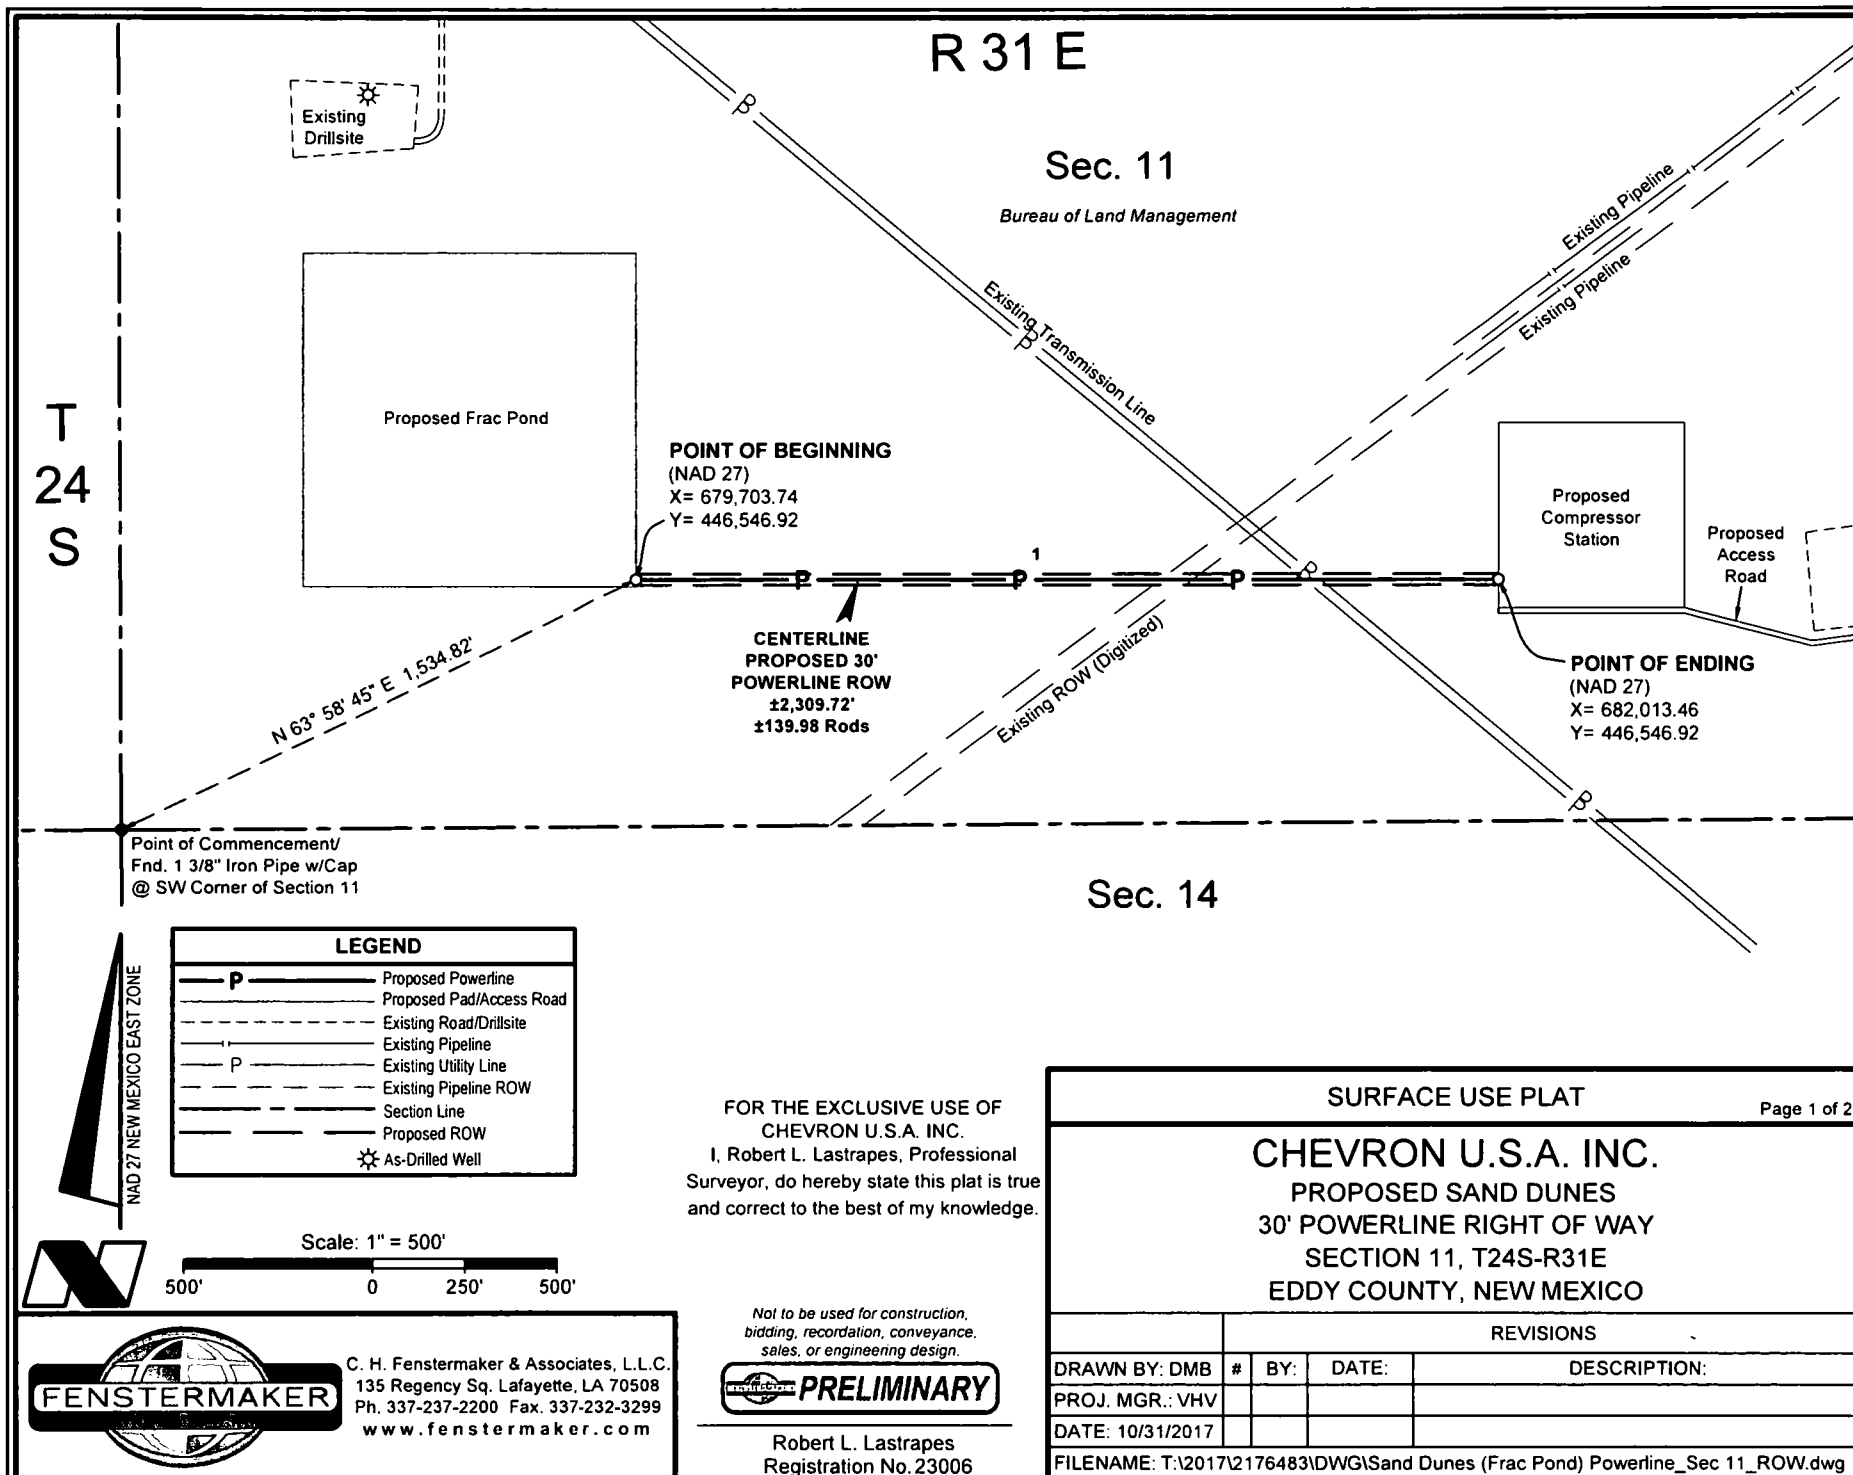 R 31 E
Existing
Drillsite
Sec. 11
Bureau of Land Management
Existing Pipeline
Existing Pipeline
Existing Transmission Line
T
24
S
Proposed Frac Pond
POINT OF BEGINNING
(NAD 27)
X= 679,703.74
Y= 446,546.92
Proposed
Compressor
Station
Proposed
Access
Road
1
P P P
CENTERLINE
PROPOSED 30'
POWERLINE ROW
±2,309.72'
±139.98 Rods
Existing ROW (Digitized)
POINT OF ENDING
(NAD 27)
X= 682,013.46
Y= 446,546.92
N 63° 58' 45" E 1,534.82'
Point of Commencement/
Fnd. 1 3/8" Iron Pipe w/Cap
@ SW Corner of Section 11
Sec. 14
LEGEND
P Proposed Powerline
Proposed Pad/Access Road
Existing Road/Drillsite
Existing Pipeline
P Existing Utility Line
Existing Pipeline ROW
Section Line
Proposed ROW
As-Drilled Well
NAD 27 NEW MEXICO EAST ZONE
Scale: 1" = 500'
500' 0 250' 500'
FOR THE EXCLUSIVE USE OF
CHEVRON U.S.A. INC.
I, Robert L. Lastrapes, Professional
Surveyor, do hereby state this plat is true
and correct to the best of my knowledge.
SURFACE USE PLAT
Page 1 of 2
CHEVRON U.S.A. INC.
PROPOSED SAND DUNES
30' POWERLINE RIGHT OF WAY
SECTION 11, T24S-R31E
EDDY COUNTY, NEW MEXICO
REVISIONS
DRAWN BY: DMB # BY: DATE: DESCRIPTION:
PROJ. MGR.: VHV
DATE: 10/31/2017
FILENAME: T:\2017\2176483\DWG\Sand Dunes (Frac Pond) Powerline_Sec 11_ROW.dwg
FENSTERMAKER
C. H. Fenstermaker & Associates, L.L.C.
135 Regency Sq. Lafayette, LA 70508
Ph. 337-237-2200 Fax. 337-232-3299
www.fenstermaker.com
Not to be used for construction,
bidding, recordation, conveyance,
sales, or engineering design.
PRELIMINARY
Robert L. Lastrapes
Registration No. 23006